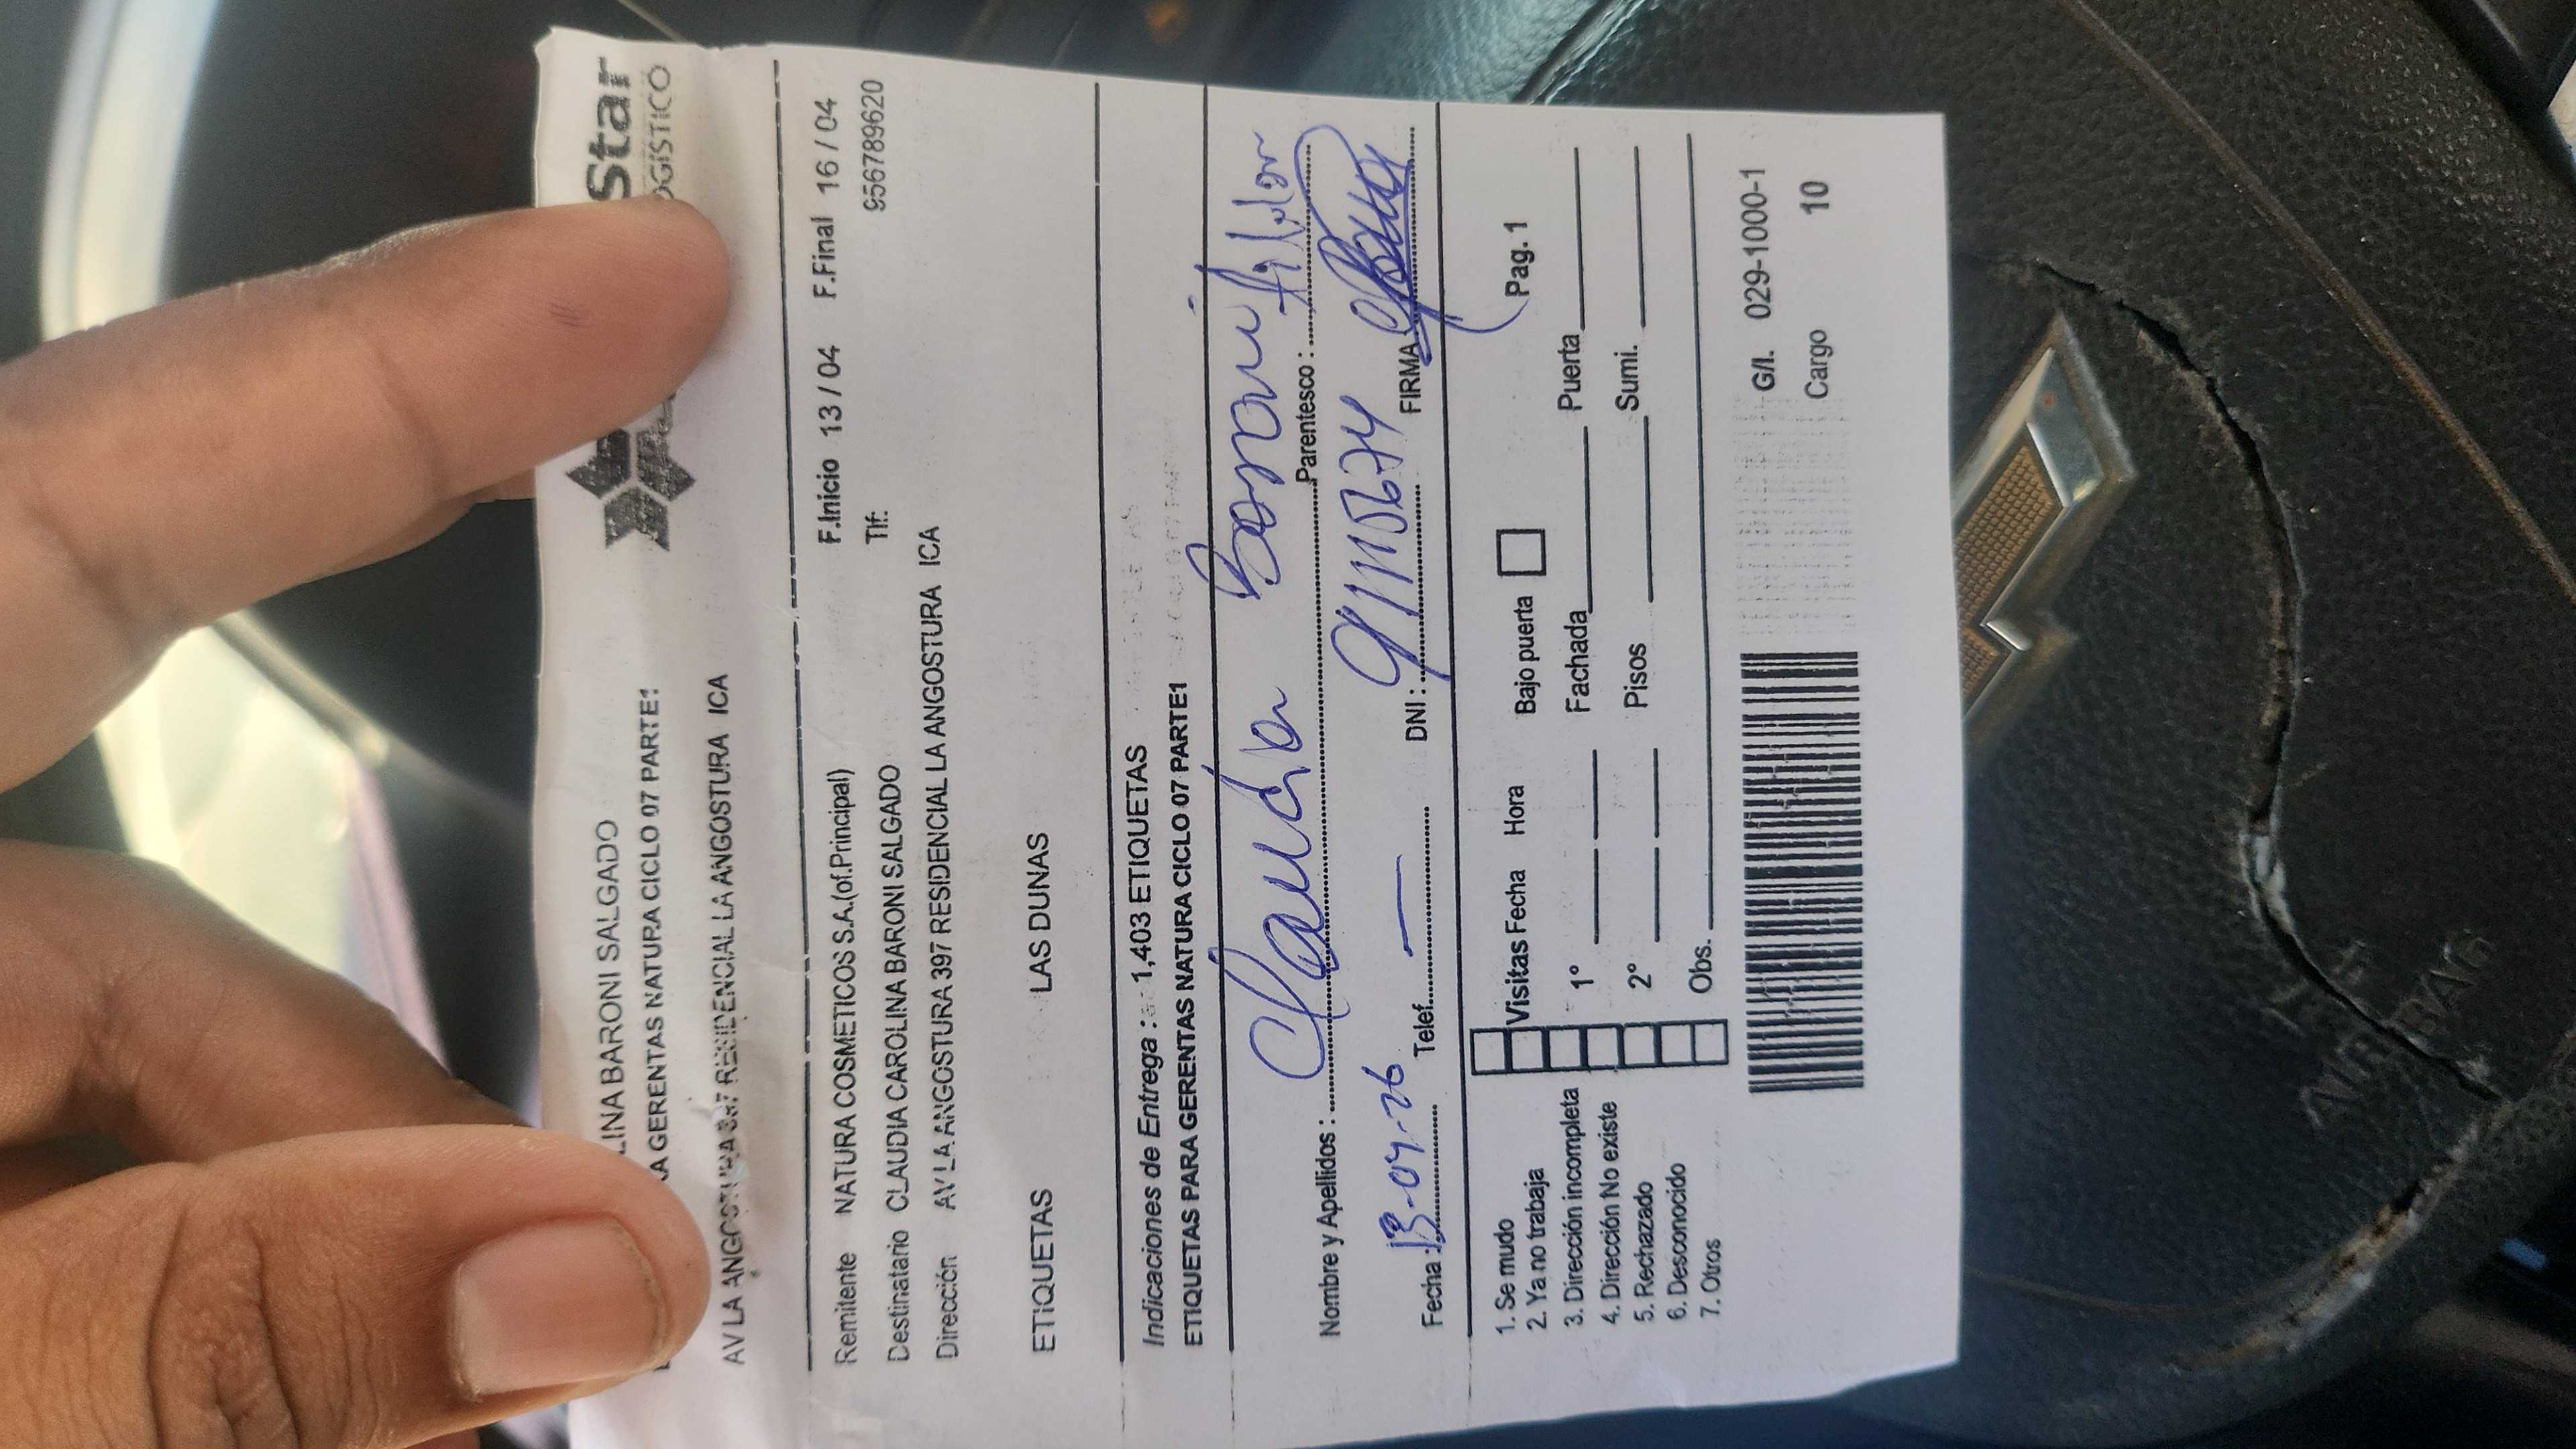 Star
LOGÍSTICO
LINA BARONI SALGADO
A GERENTAS NATURA CICLO 07 PARTE1
AV LA ANGOSTURA 397 RESIDENCIAL LA ANGOSTURA ICA
F.Inicio 13 / 04 F.Final 16 / 04
Remitente NATURA COSMETICOS S.A.(of.Principal) Tlf: 956789620
Destinatario CLAUDIA CAROLINA BARONI SALGADO
Dirección AV LA ANGOSTURA 397 RESIDENCIAL LA ANGOSTURA ICA
ETIQUETAS LAS DUNAS
Indicaciones de Entrega : 1,403 ETIQUETAS
ETIQUETAS PARA GERENTAS NATURA CICLO 07 PARTE1
Nombre y Apellidos : Claudia Baroni Parentesco : titular
Fecha : 13-04-26 Telef. — DNI : FIRMA
Pag. 1
1. Se mudo
2. Ya no trabaja
3. Dirección incompleta
4. Dirección No existe
5. Rechazado
6. Desconocido
7. Otros
Visitas Fecha Hora Bajo puerta
1° Fachada Puerta
2° Pisos Sumi.
Obs.
G/I. 029-1000-1
Cargo 10
AIRBAG